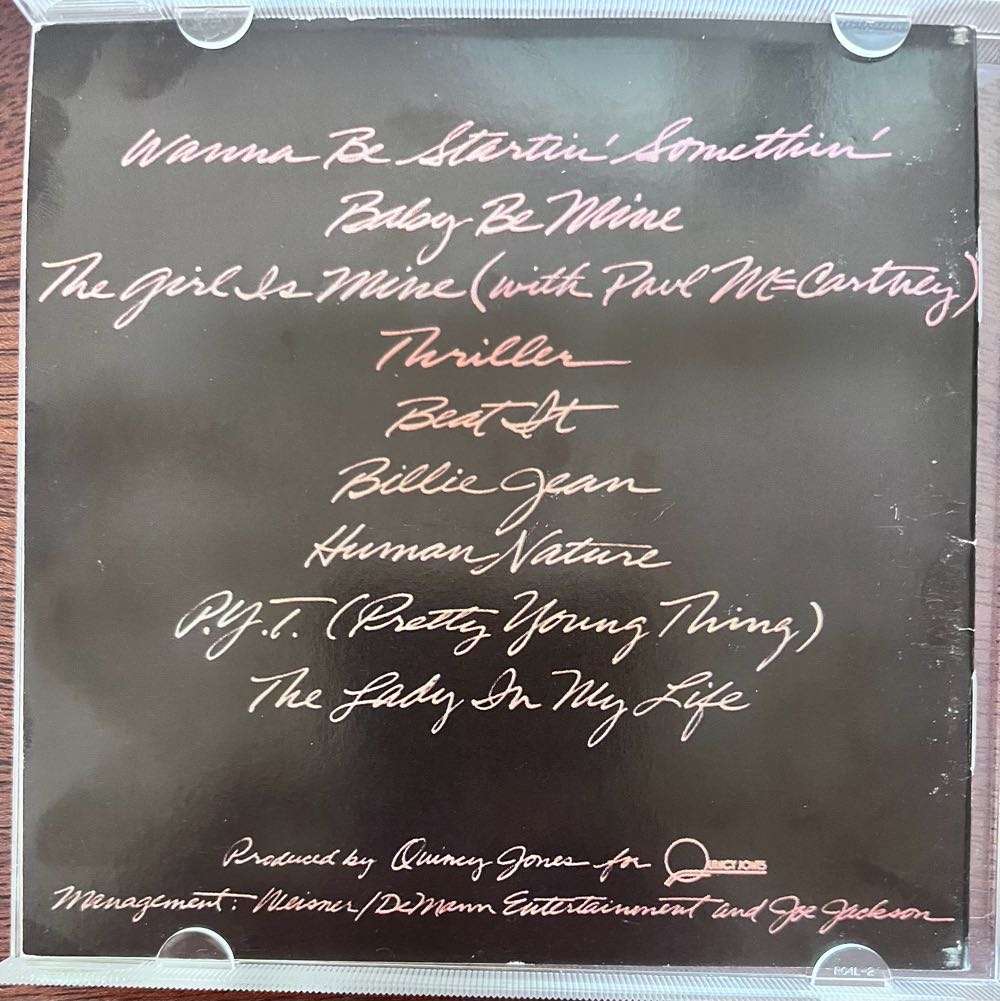 Wanna Be Startin' Somethin'
Baby Be Mine
The Girl Is Mine (with Paul McCartney)
Thriller
Beat It
Billie Jean
Human Nature
P.Y.T. (Pretty Young Thing)
The Lady In My Life
Produced by Quincy Jones for QUINCY JONES
Management: Weisner/DeMann Entertainment and Joe Jackson